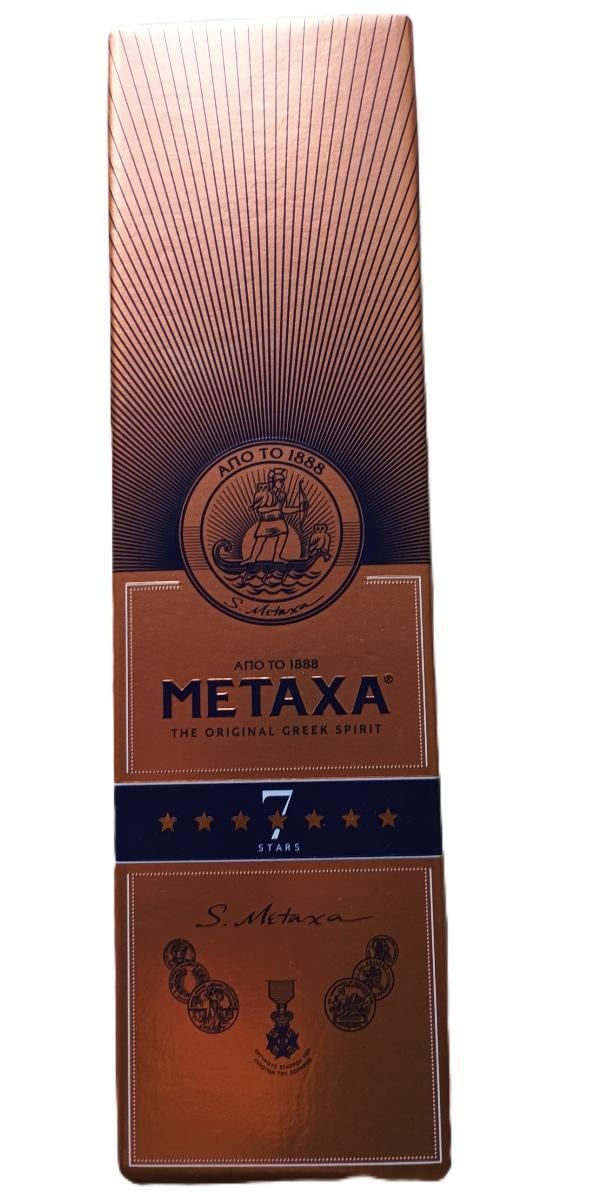 ΑΠΟ ΤΟ 1888
S. Metaxa
ΑΠΟ ΤΟ 1888
METAXA®
THE ORIGINAL GREEK SPIRIT
7
STARS
S. Metaxa